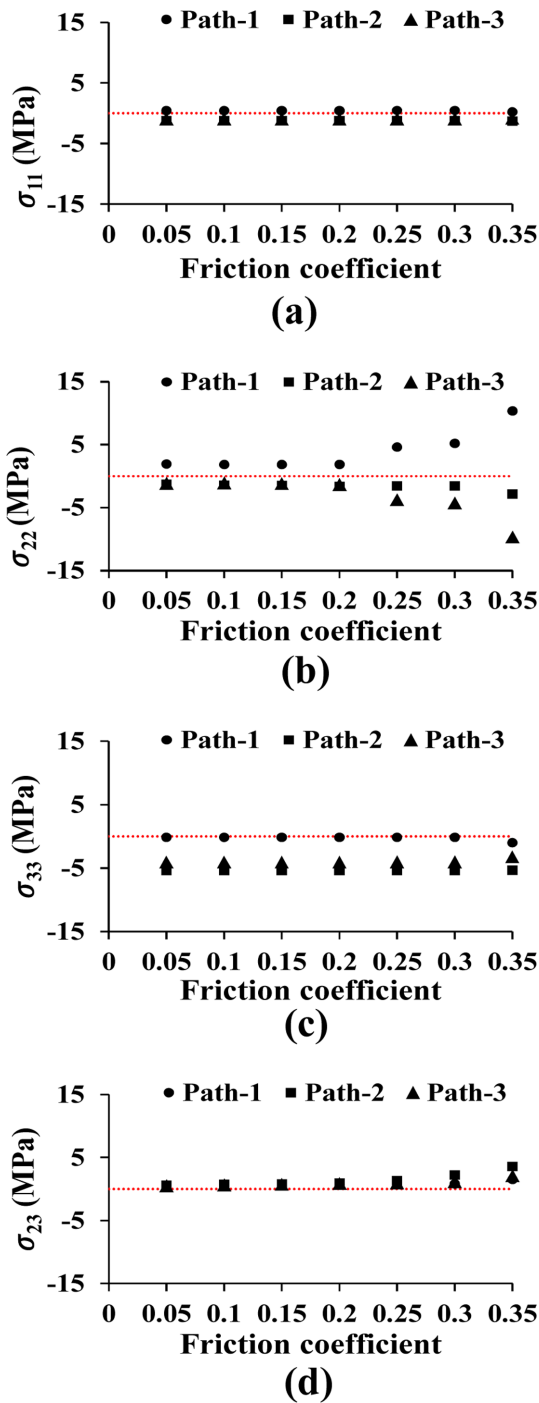 15 Path-1 Path-2 Path-3
5
-5
-15
σ11 (MPa)
0 0.05 0.1 0.15 0.2 0.25 0.3 0.35
Friction coefficient
(a)
15 Path-1 Path-2 Path-3
5
-5
-15
σ22 (MPa)
0 0.05 0.1 0.15 0.2 0.25 0.3 0.35
Friction coefficient
(b)
15 Path-1 Path-2 Path-3
5
-5
-15
σ33 (MPa)
0 0.05 0.1 0.15 0.2 0.25 0.3 0.35
Friction coefficient
(c)
15 Path-1 Path-2 Path-3
5
-5
-15
σ23 (MPa)
0 0.05 0.1 0.15 0.2 0.25 0.3 0.35
Friction coefficient
(d)